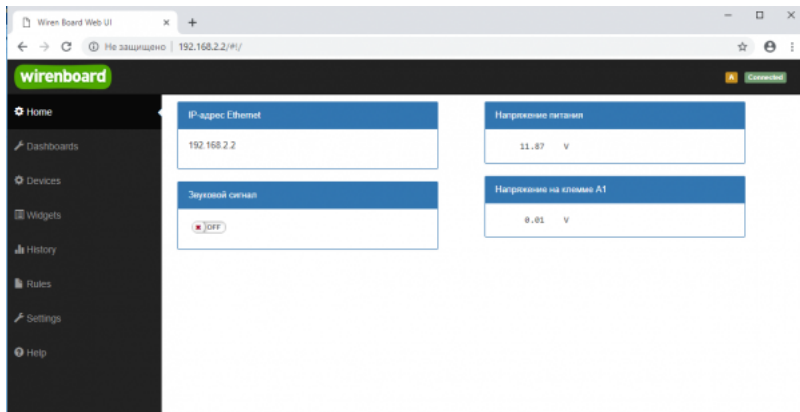 Wiren Board Web UI
Не защищено 192.168.2.2/#!/
wirenboard
A Connected
Home
Dashboards
Devices
Widgets
History
Rules
Settings
Help
IP-адрес Ethernet
192.168.2.2
Звуковой сигнал
OFF
Напряжение питания
11.87 V
Напряжение на клемме A1
0.01 V